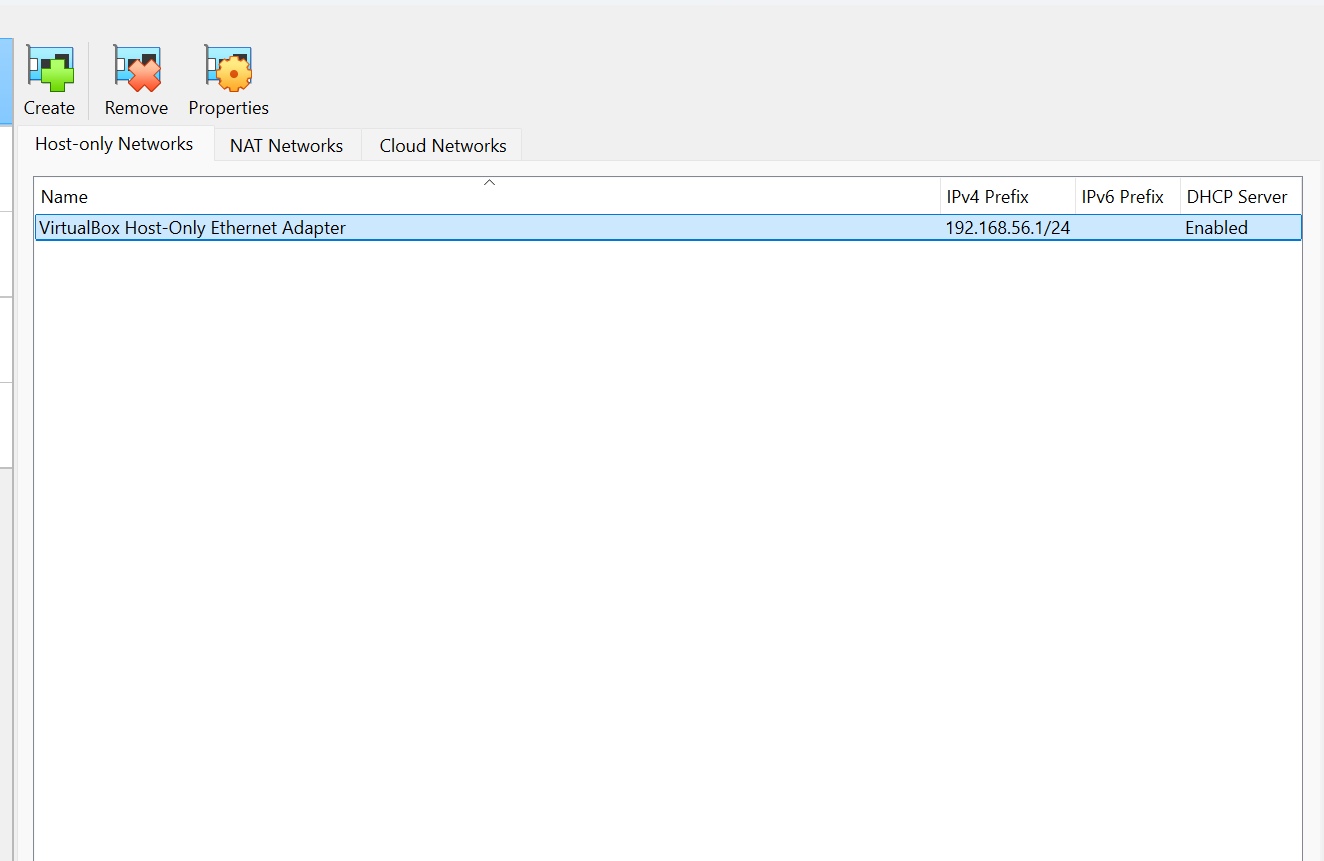 Create Remove Properties
Host-only Networks NAT Networks Cloud Networks
Name IPv4 Prefix IPv6 Prefix DHCP Server
VirtualBox Host-Only Ethernet Adapter 192.168.56.1/24 Enabled